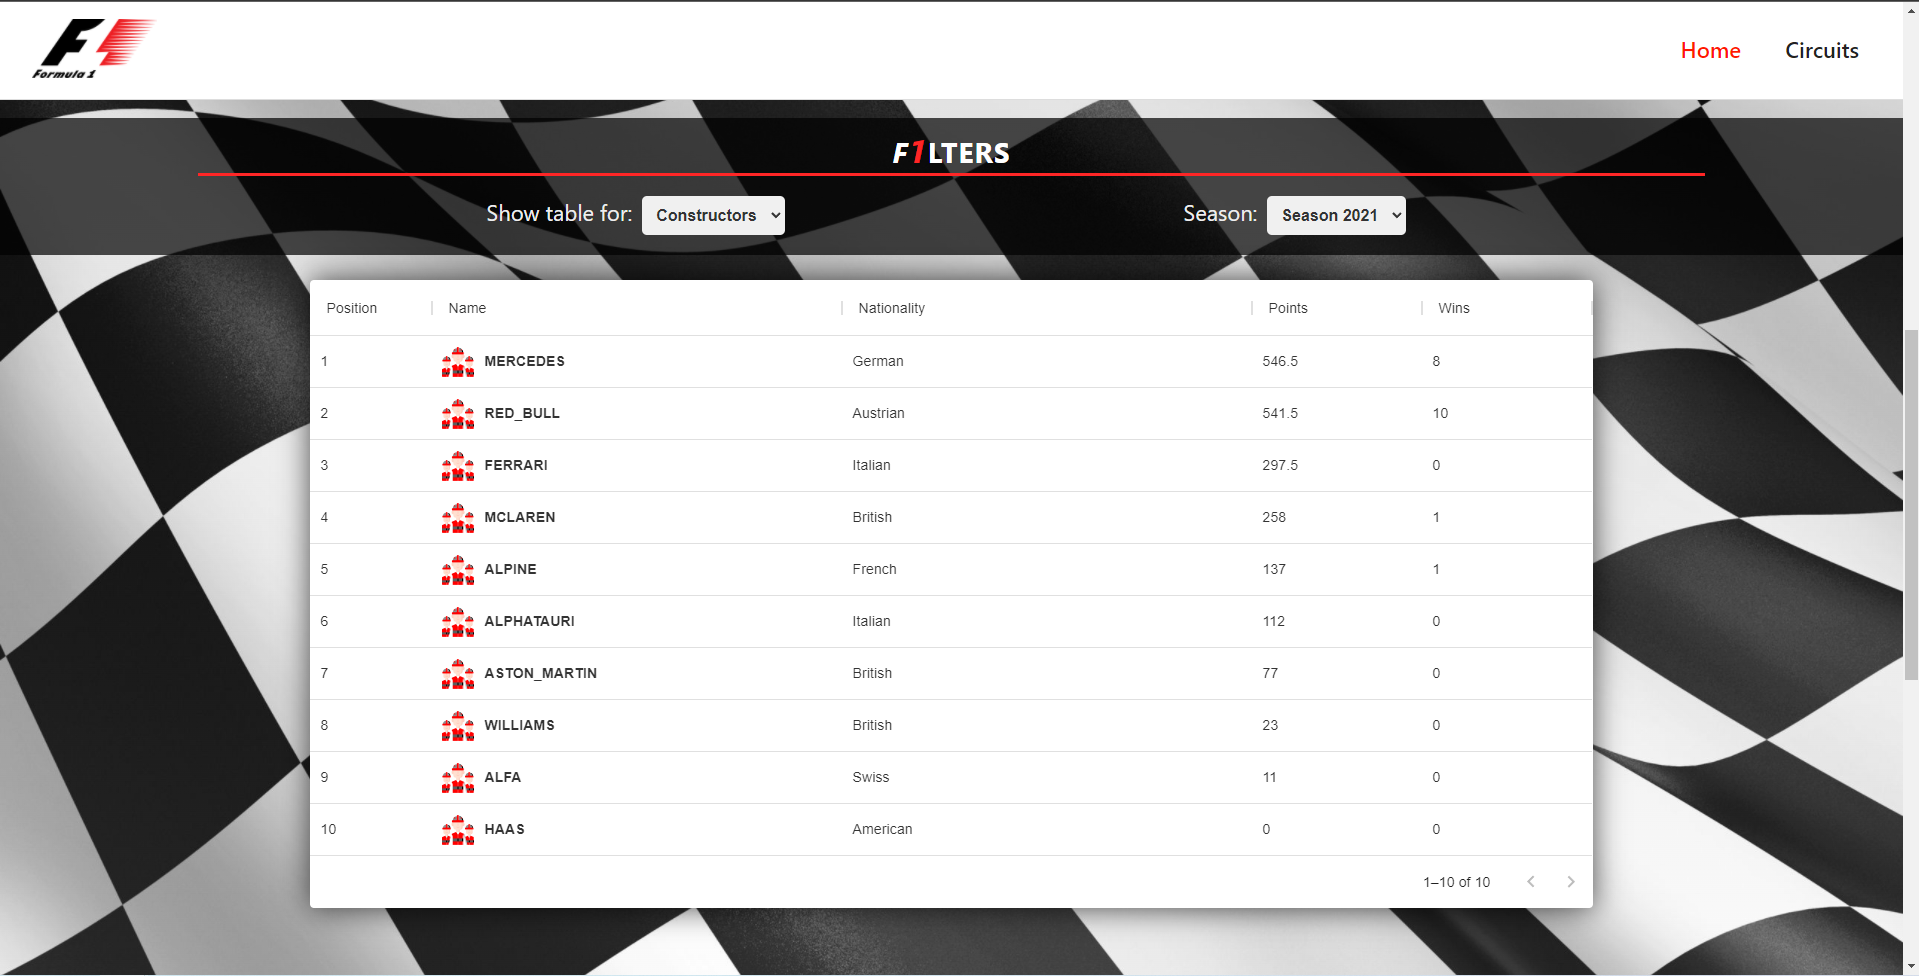 Formula 1
Home Circuits
F1LTERS
Show table for: Constructors Season: Season 2021
Position Name Nationality Points Wins
1 MERCEDES German 546.5 8
2 RED_BULL Austrian 541.5 10
3 FERRARI Italian 297.5 0
4 MCLAREN British 258 1
5 ALPINE French 137 1
6 ALPHATAURI Italian 112 0
7 ASTON_MARTIN British 77 0
8 WILLIAMS British 23 0
9 ALFA Swiss 11 0
10 HAAS American 0 0
1–10 of 10